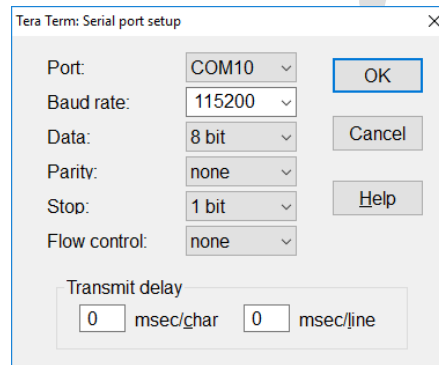 Tera Term: Serial port setup
Port: COM10
Baud rate: 115200
Data: 8 bit
Parity: none
Stop: 1 bit
Flow control: none
OK
Cancel
Help
Transmit delay
0 msec/char 0 msec/line